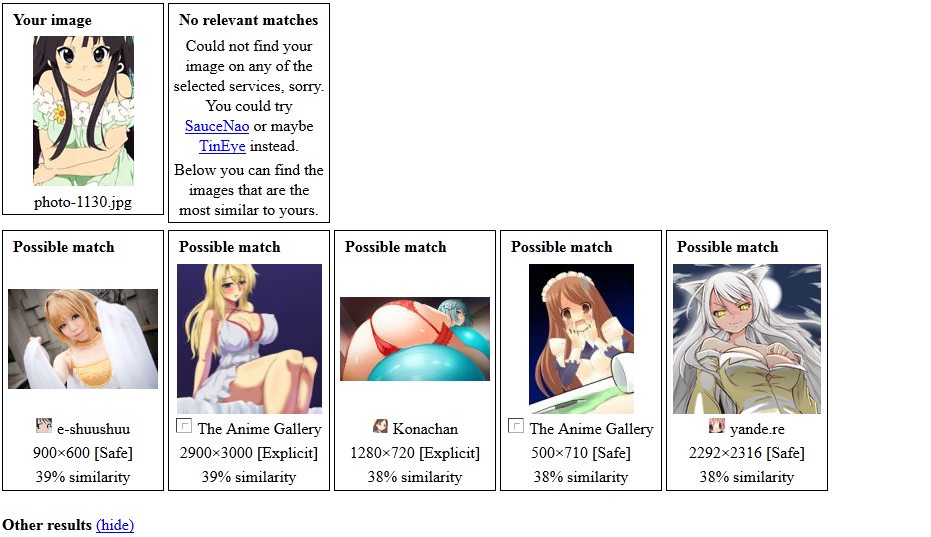 Your image
photo-1130.jpg
No relevant matches
Could not find your
image on any of the
selected services, sorry.
You could try
SauceNao or maybe
TinEye instead.
Below you can find the
images that are the
most similar to yours.
Possible match
e-shuushuu
900×600 [Safe]
39% similarity
Possible match
The Anime Gallery
2900×3000 [Explicit]
39% similarity
Possible match
Konachan
1280×720 [Explicit]
38% similarity
Possible match
The Anime Gallery
500×710 [Safe]
38% similarity
Possible match
yande.re
2292×2316 [Safe]
38% similarity
Other results (hide)